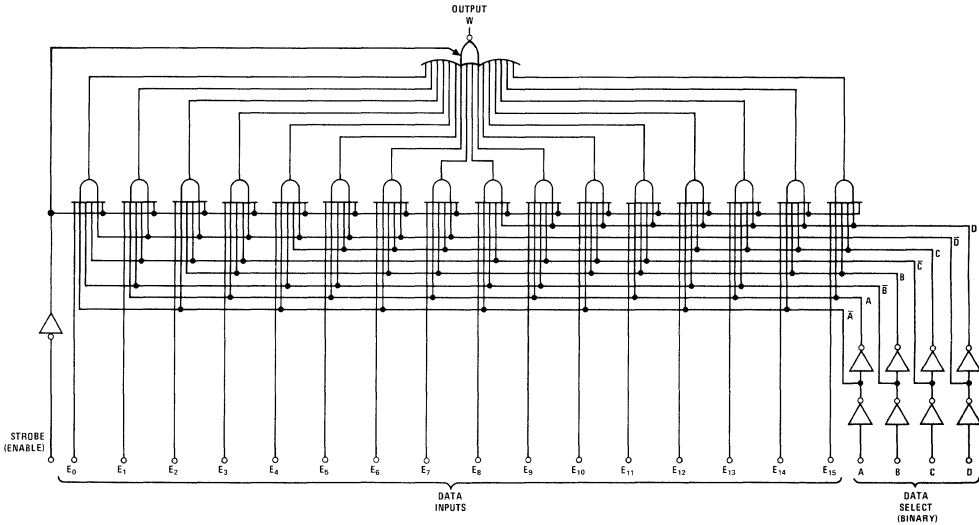 OUTPUT
W
D
D̅
C
C̅
B
B̅
A
A̅
STROBE
(ENABLE)
E₀ E₁ E₂ E₃ E₄ E₅ E₆ E₇ E₈ E₉ E₁₀ E₁₁ E₁₂ E₁₃ E₁₄ E₁₅ A B C D
DATA
INPUTS
DATA
SELECT
(BINARY)